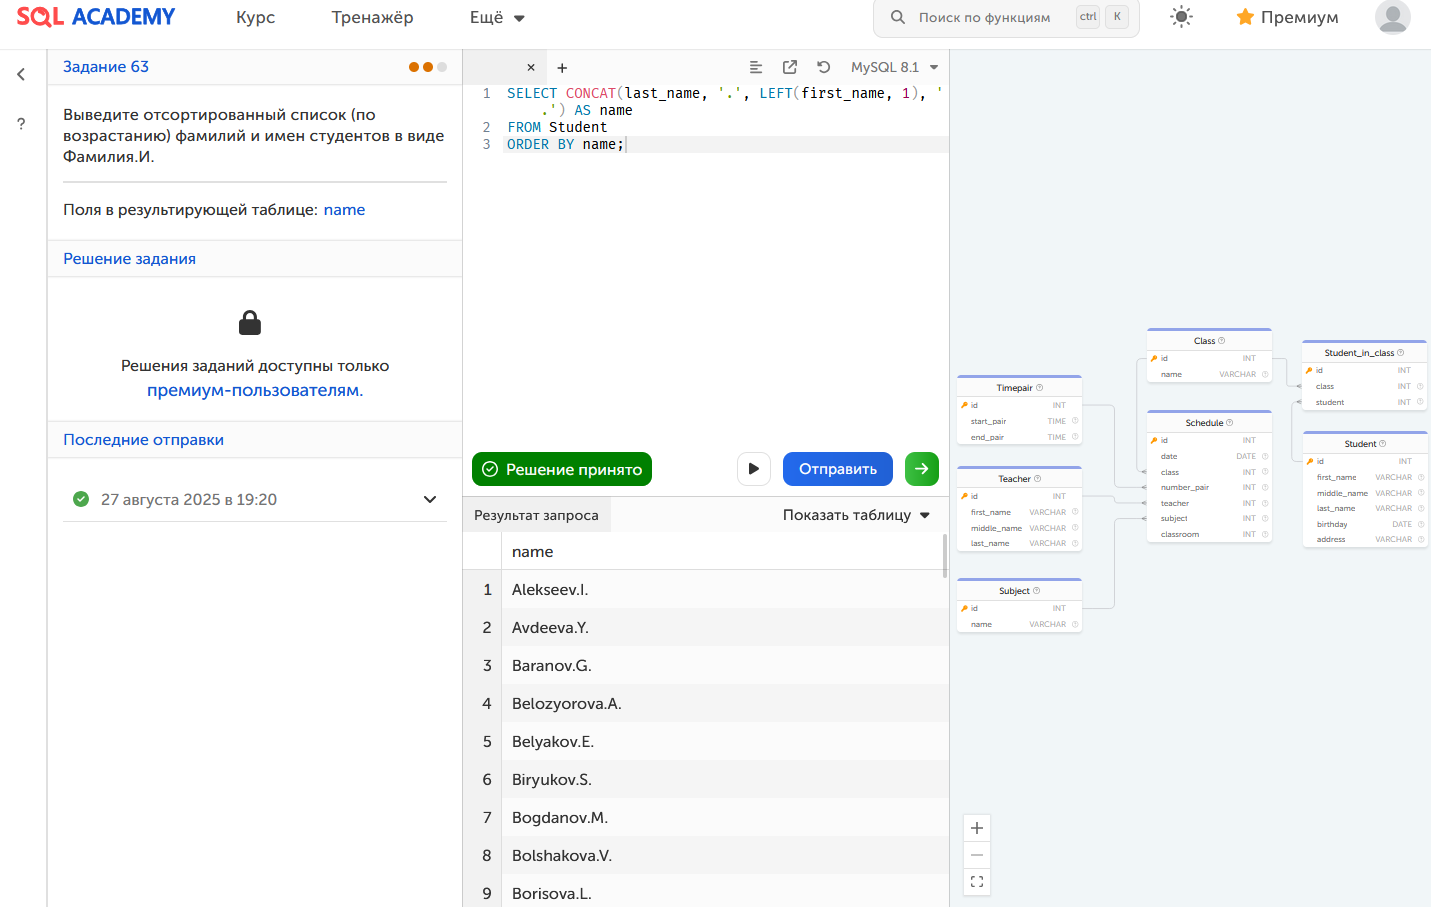 SQL ACADEMY
Курс
Тренажёр
Ещё
Поиск по функциям
ctrl
K
Премиум
Задание 63
Выведите отсортированный список (по
возрастанию) фамилий и имен студентов в виде
Фамилия.И.
Поля в результирующей таблице: name
Решение задания
Решения заданий доступны только
премиум-пользователям.
Последние отправки
27 августа 2025 в 19:20
MySQL 8.1
1 SELECT CONCAT(last_name, '.', LEFT(first_name, 1), '
.') AS name
2 FROM Student
3 ORDER BY name;
Решение принято
Отправить
Результат запроса
Показать таблицу
name
1 Alekseev.I.
2 Avdeeva.Y.
3 Baranov.G.
4 Belozyorova.A.
5 Belyakov.E.
6 Biryukov.S.
7 Bogdanov.M.
8 Bolshakova.V.
9 Borisova.L.
Timepair
id INT
start_pair TIME
end_pair TIME
Teacher
id INT
first_name VARCHAR
middle_name VARCHAR
last_name VARCHAR
Subject
id INT
name VARCHAR
Class
id INT
name VARCHAR
Schedule
id INT
date DATE
class INT
number_pair INT
teacher INT
subject INT
classroom INT
Student_in_class
id INT
class INT
student INT
Student
id INT
first_name VARCHAR
middle_name VARCHAR
last_name VARCHAR
birthday DATE
address VARCHAR